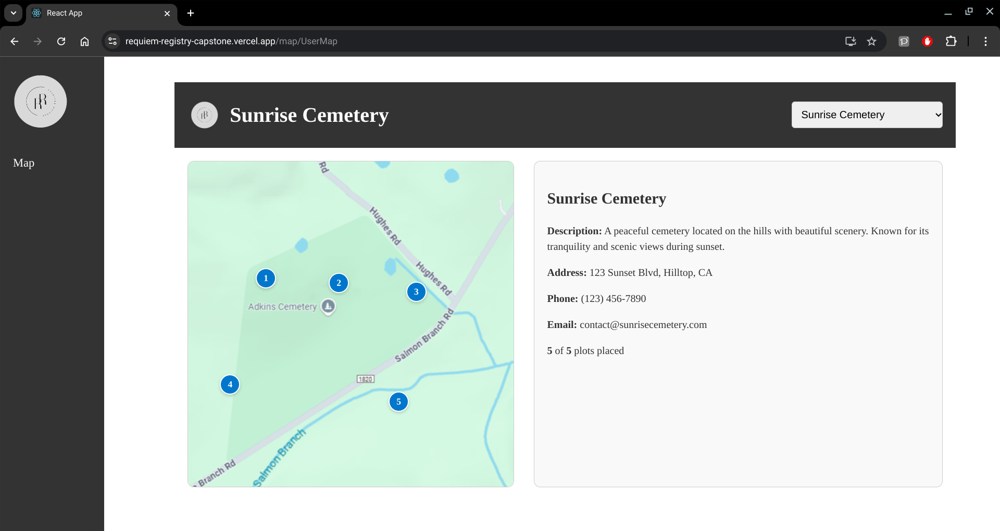 React App
requiem-registry-capstone.vercel.app/map/UserMap
Map
Sunrise Cemetery
Sunrise Cemetery
Rd
Hughes Rd
Hughes Rd
1
2
3
Adkins Cemetery
Salmon Branch Rd
1820
4
5
Salmon Branch
Branch Rd
Sunrise Cemetery
Description: A peaceful cemetery located on the hills with beautiful scenery. Known for its
tranquility and scenic views during sunset.
Address: 123 Sunset Blvd, Hilltop, CA
Phone: (123) 456-7890
Email: contact@sunrisecemetery.com
5 of 5 plots placed